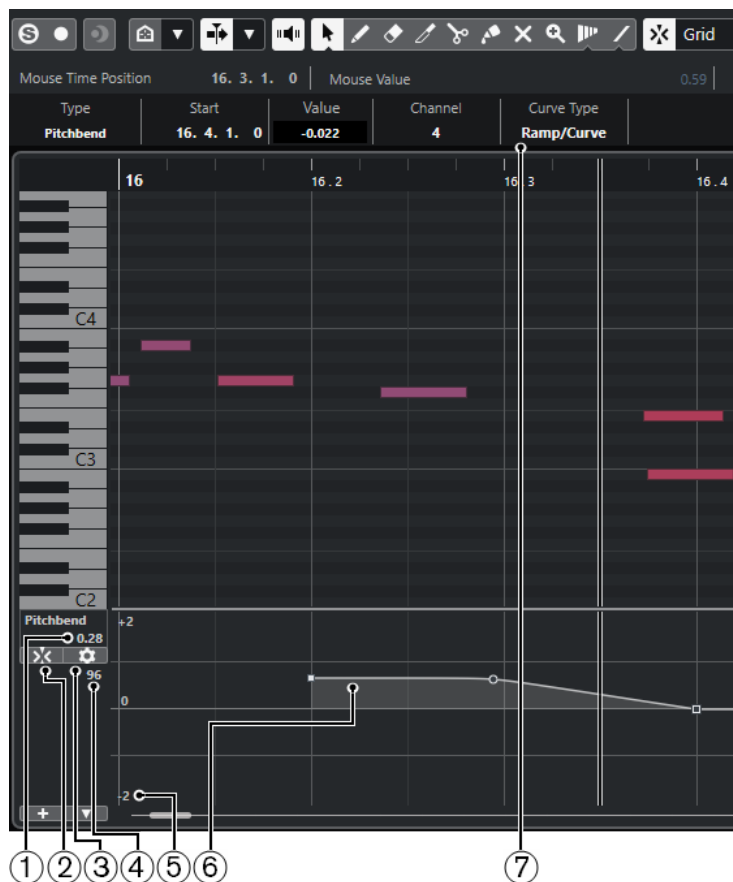 S
Grid
Mouse Time Position 16. 3. 1. 0 Mouse Value 0.59
Type Start Value Channel Curve Type
Pitchbend 16. 4. 1. 0 -0.022 4 Ramp/Curve
16 16.2 16.3 16.4
C4
C3
C2
Pitchbend +2
0.28
96
0
-2
① ② ③ ④ ⑤ ⑥ ⑦